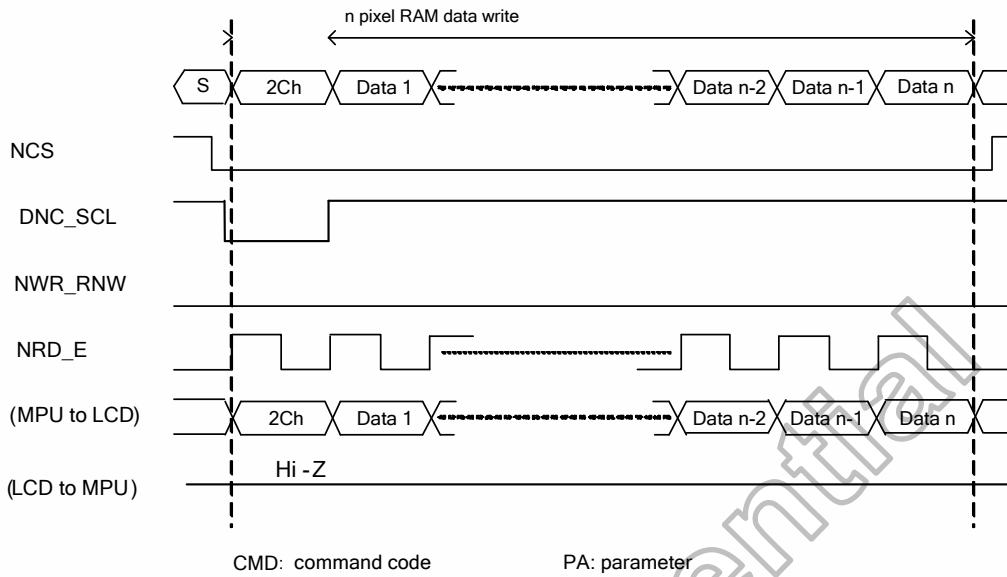 n pixel RAM data write
S 2Ch Data 1 Data n-2 Data n-1 Data n
NCS
DNC_SCL
NWR_RNW
NRD_E
(MPU to LCD) 2Ch Data 1 Data n-2 Data n-1 Data n
Hi -Z
(LCD to MPU)
CMD: command code PA: parameter
ential